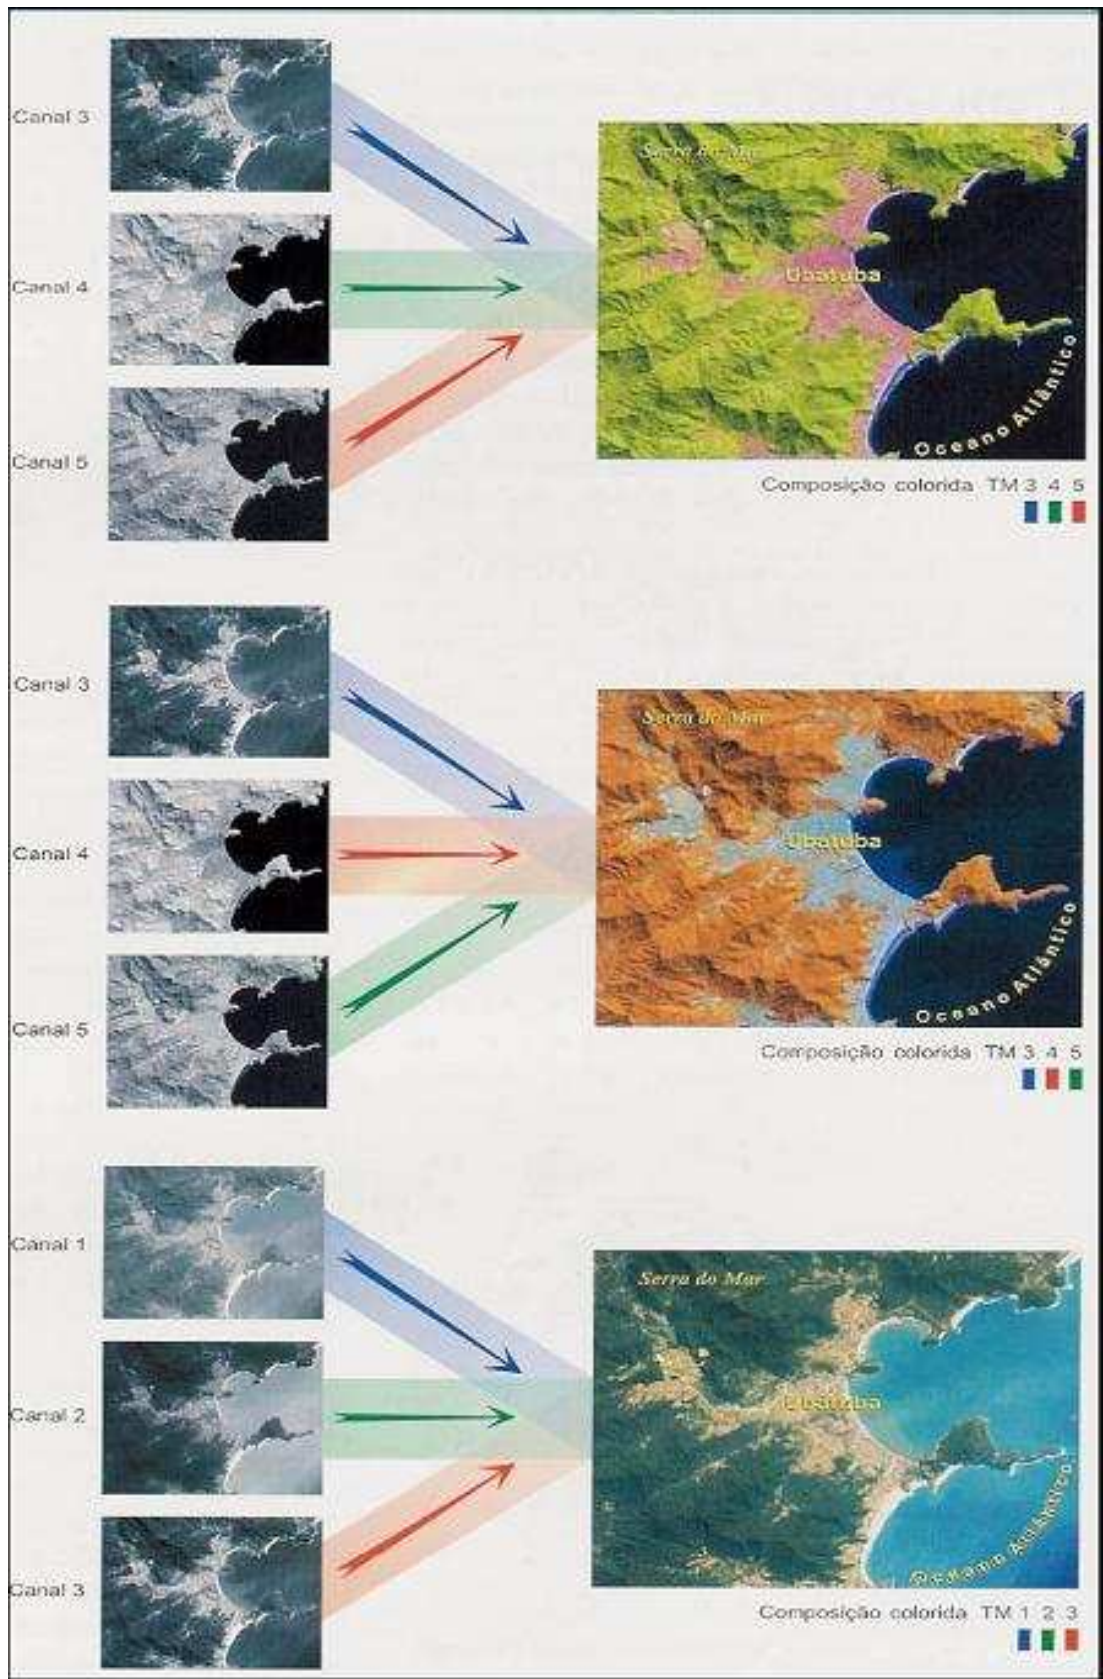 Canal 3
Serra do Mar
Canal 4
Ubatuba
Canal 5
Oceano Atlântico
Composição colorida TM 3 4 5
Canal 3
Serra do Mar
Canal 4
Ubatuba
Canal 5
Oceano Atlântico
Composição colorida TM 3 4 5
Canal 1
Serra do Mar
Canal 2
Ubatuba
Canal 3
Oceano Atlântico
Composição colorida TM 1 2 3